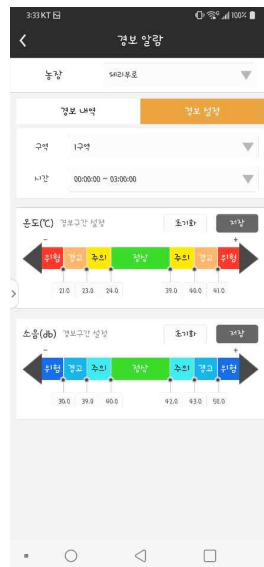 3:33 KT 100%
경보 알람
농장 세리부로
경보 내역 경보 설정
구역 1구역
시간 00:00:00 ~ 03:00:00
온도(℃) 경보구간 설정 초기화 저장
- +
위험 경고 주의 정상 주의 경고 위험
21.0 23.0 24.0 39.0 40.0 41.0
소음(db) 경보구간 설정 초기화 저장
- +
위험 경고 주의 정상 주의 경고 위험
30.0 39.0 40.0 42.0 43.0 50.0